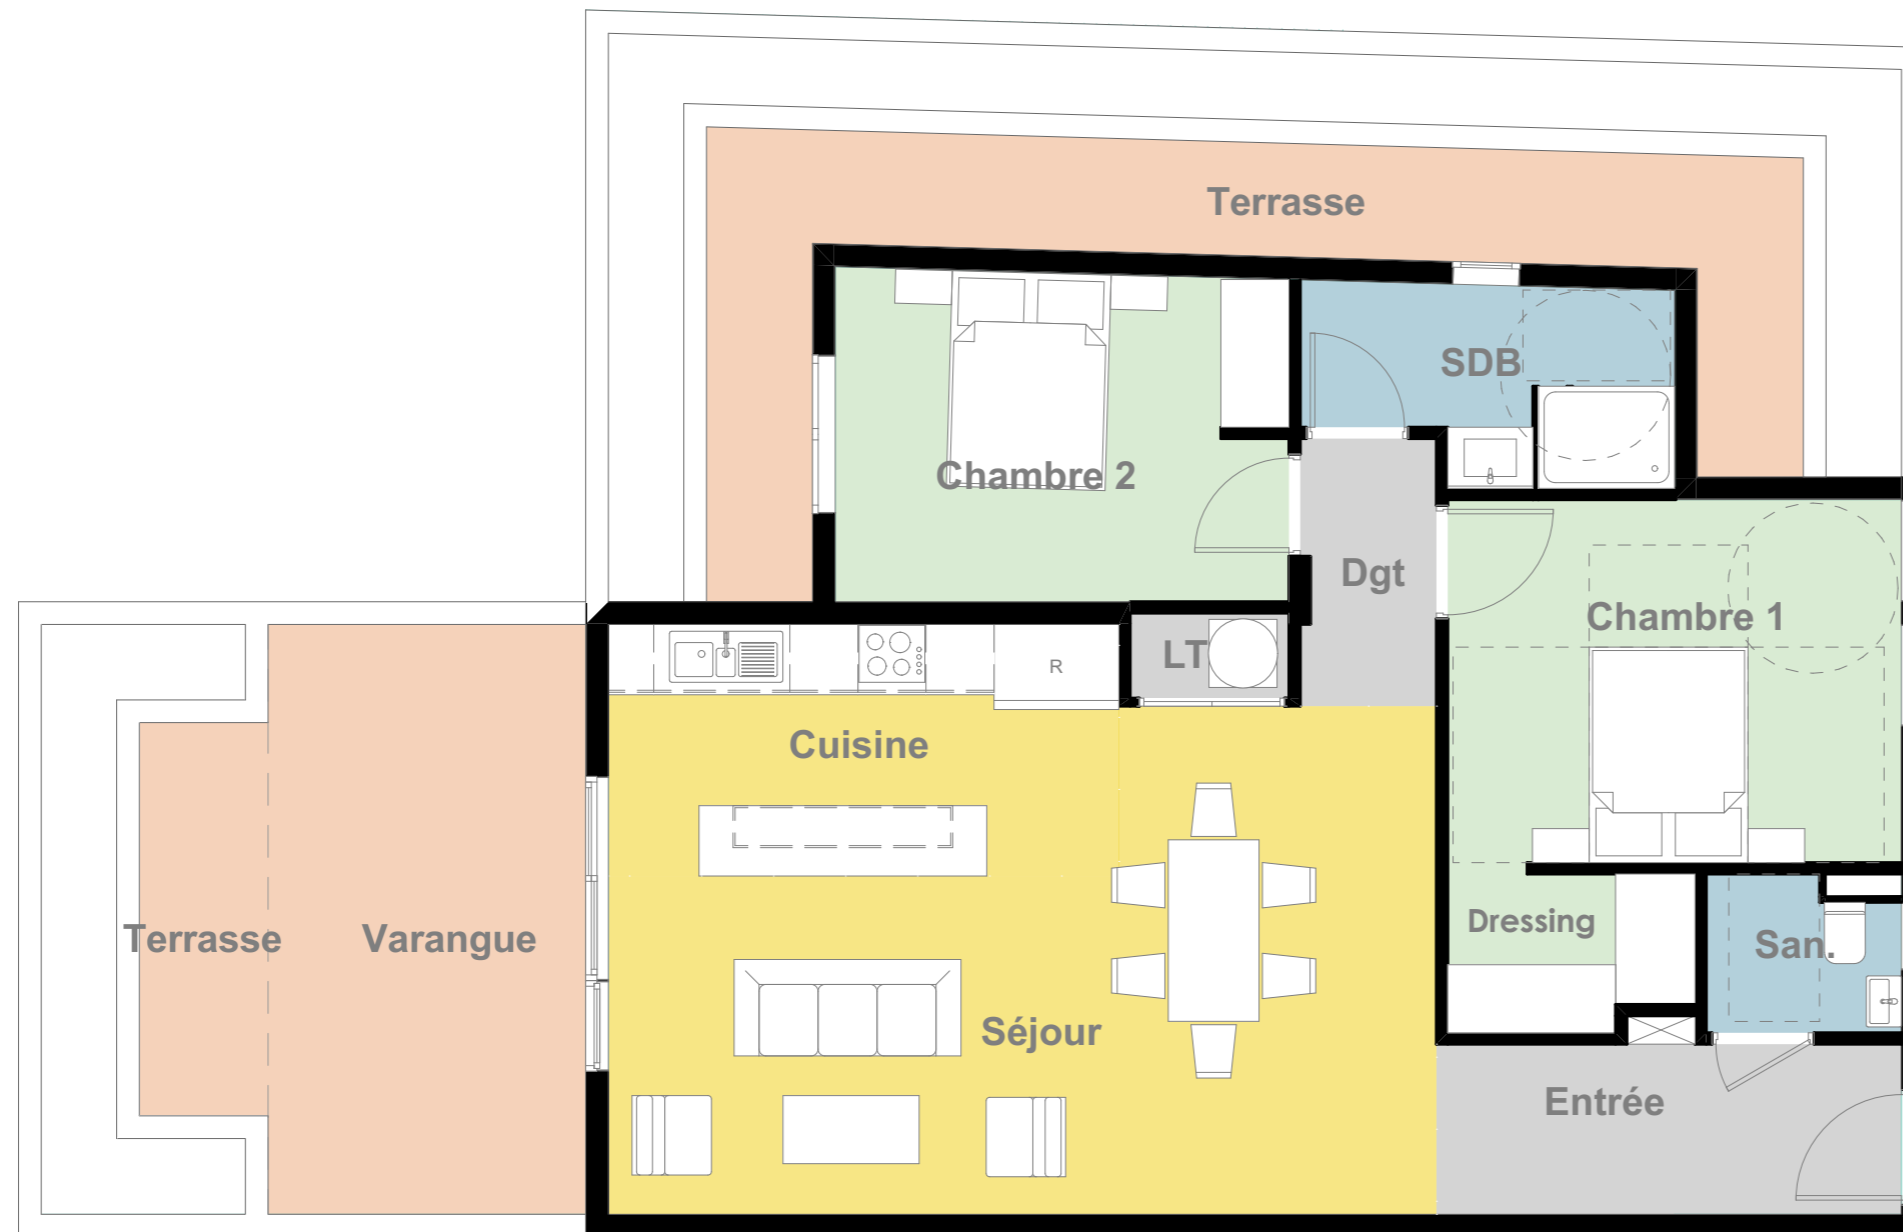 Terrasse
SDB
Chambre 2
Dgt
Chambre 1
LT
R
Cuisine
Dressing
Terrasse
Varangue
San.
Séjour
Entrée